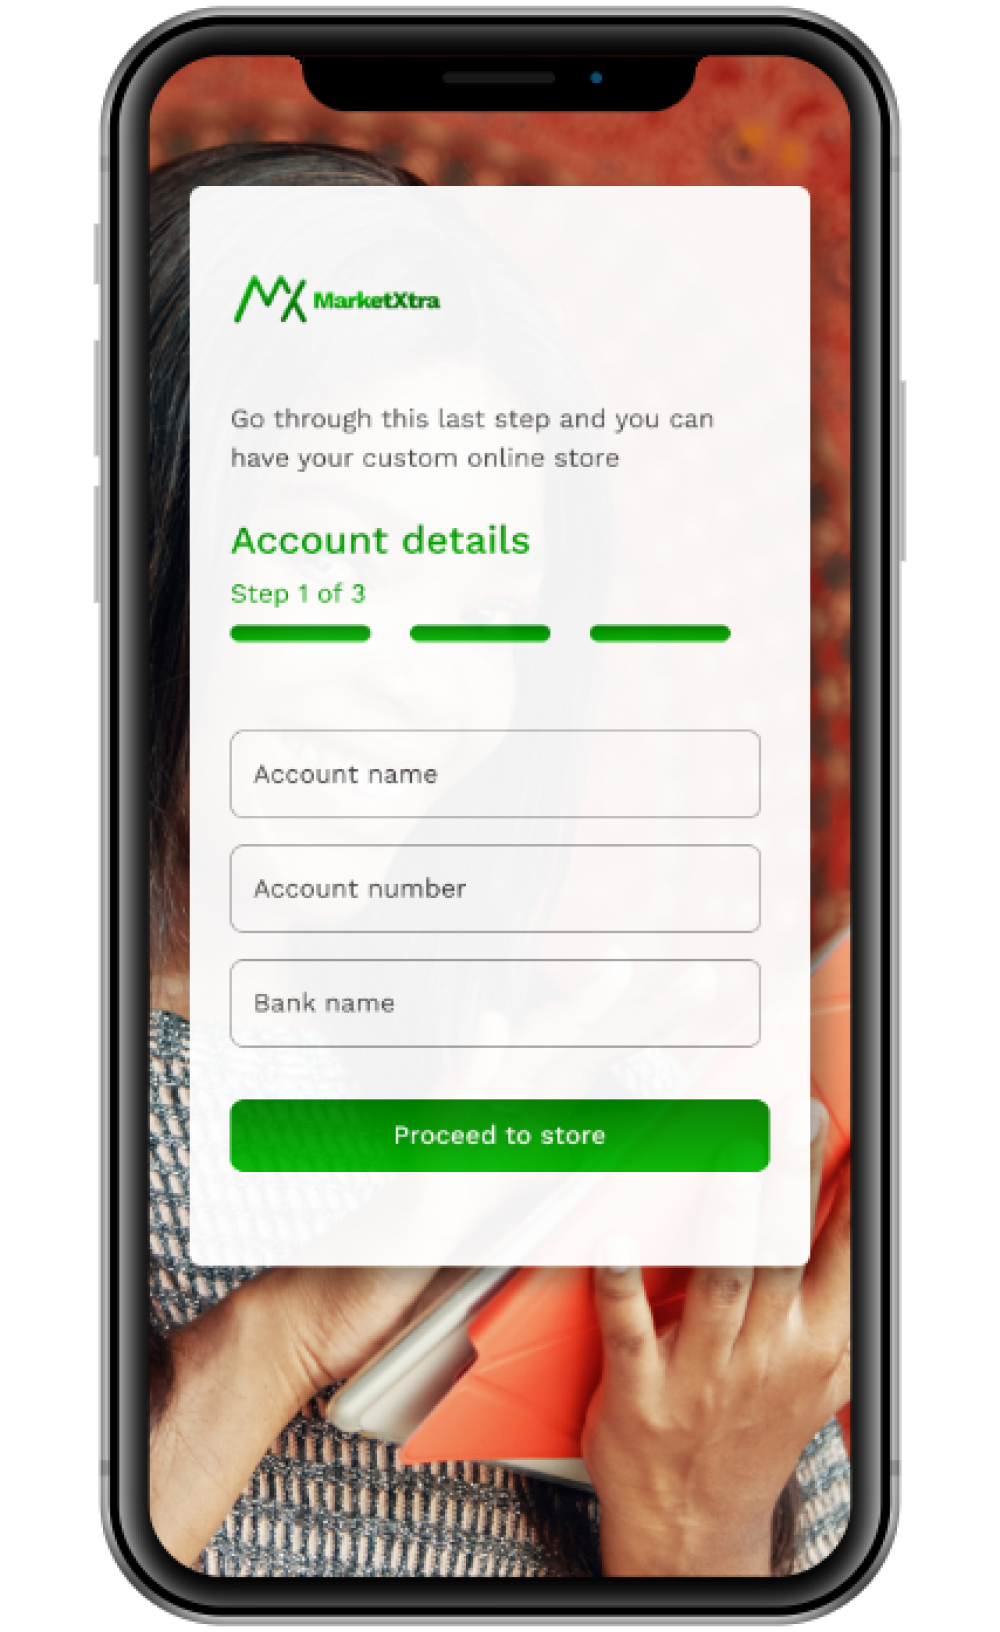 MarketXtra
Go through this last step and you can
have your custom online store
Account details
Step 1 of 3
Account name
Account number
Bank name
Proceed to store